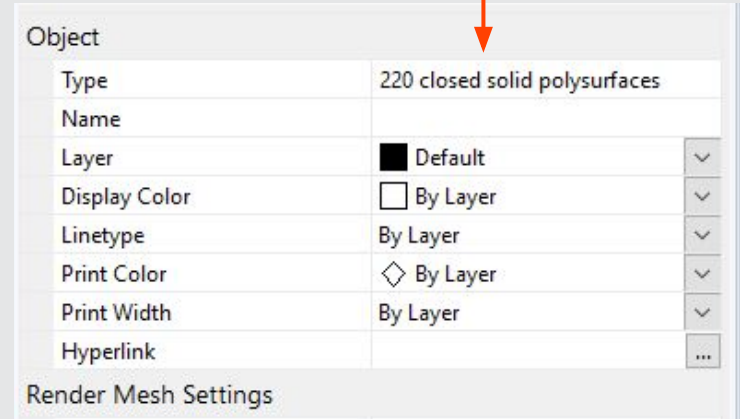 Object
Type 220 closed solid polysurfaces
Name
Layer Default
Display Color By Layer
Linetype By Layer
Print Color By Layer
Print Width By Layer
Hyperlink ...
Render Mesh Settings